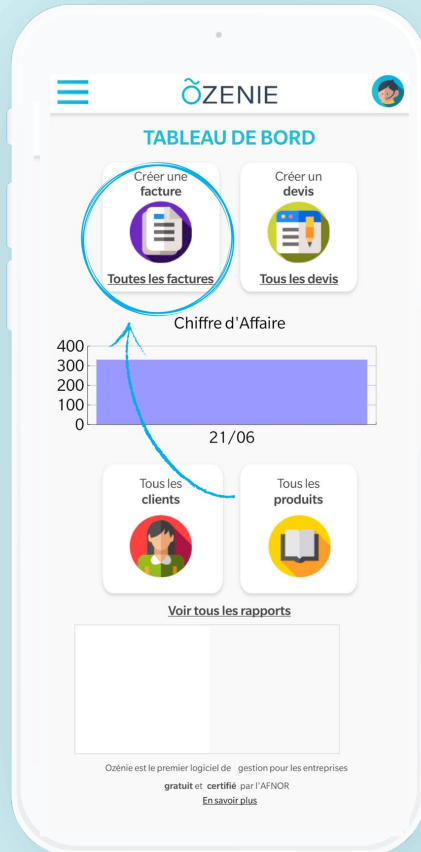 ÕZENIE
TABLEAU DE BORD
Créer une
facture
Toutes les factures
Créer un
devis
Tous les devis
Chiffre d'Affaire
400
300
200
100
0
21/06
Tous les
clients
Tous les
produits
Voir tous les rapports
Ozénie est le premier logiciel de gestion pour les entreprises
gratuit et certifié par l'AFNOR
En savoir plus